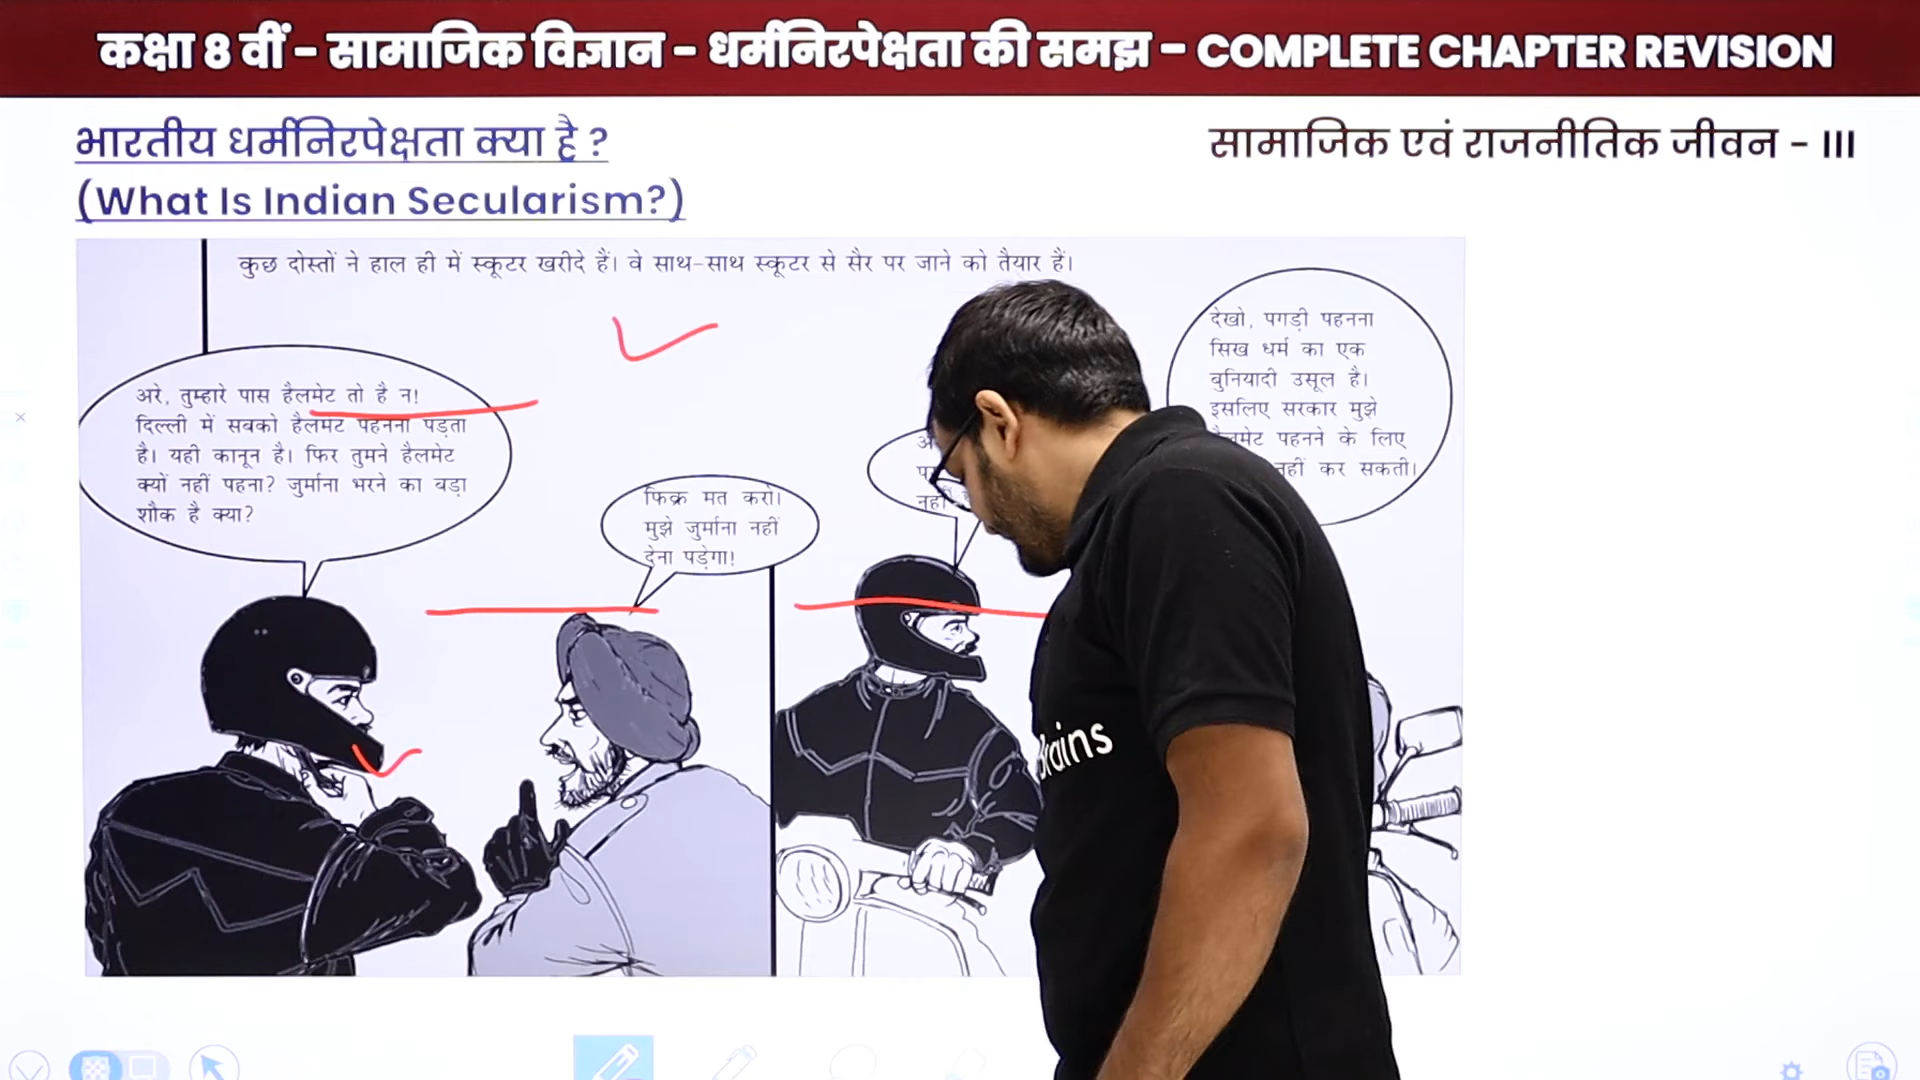 कक्षा 8 वीं - सामाजिक विज्ञान - धर्मनिरपेक्षता की समझ - COMPLETE CHAPTER REVISION
भारतीय धर्मनिरपेक्षता क्या है ?
(What Is Indian Secularism?)
सामाजिक एवं राजनीतिक जीवन - III
कुछ दोस्तों ने हाल ही में स्कूटर खरीदे हैं। वे साथ-साथ स्कूटर से सैर पर जाने को तैयार हैं।
अरे, तुम्हारे पास हैलमेट तो है न!
दिल्ली में सबको हैलमेट पहनना पड़ता
है। यही कानून है। फिर तुमने हैलमेट
क्यों नहीं पहना? जुर्माना भरने का बड़ा
शौक है क्या?
फिक्र मत करो।
मुझे जुर्माना नहीं
देना पड़ेगा!
देखो, पगड़ी पहनना
सिख धर्म का एक
बुनियादी उसूल है।
इसलिए सरकार मुझे
हैलमेट पहनने के लिए
नहीं कर सकती।